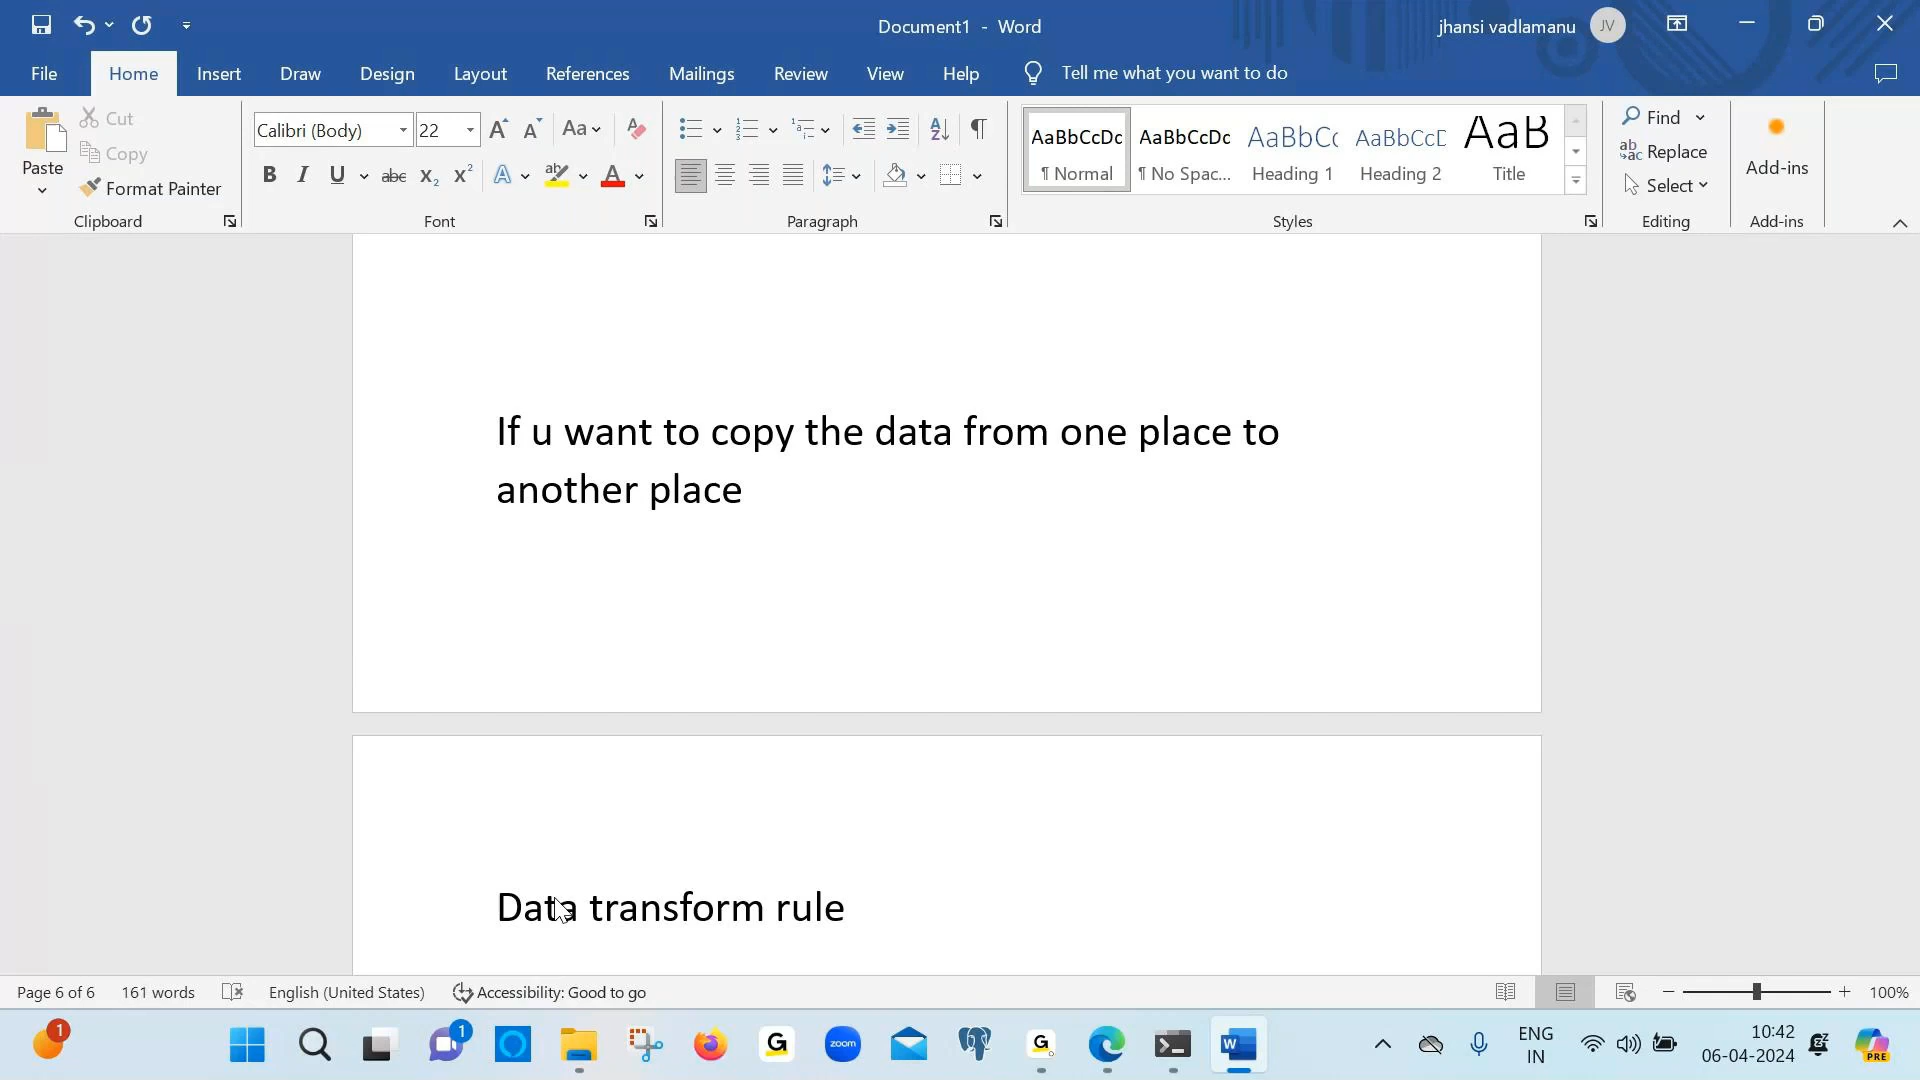 Document1 - Word
jhansi vadlamanu
JV
File
Home
Insert
Draw
Design
Layout
References
Mailings
Review
View
Help
Tell me what you want to do
Paste
Cut
Copy
Format Painter
Clipboard
Calibri (Body)
22
Font
Paragraph
AaBbCcDc
¶ Normal
AaBbCcDc
¶ No Spac...
AaBbCc
Heading 1
AaBbCcE
Heading 2
AaB
Title
Styles
Find
Replace
Select
Editing
Add-ins
Add-ins
If u want to copy the data from one place to
another place
Data transform rule
Page 6 of 6
161 words
English (United States)
Accessibility: Good to go
100%
1
1
G
zoom
G
W
ENG
IN
10:42
06-04-2024
PRE